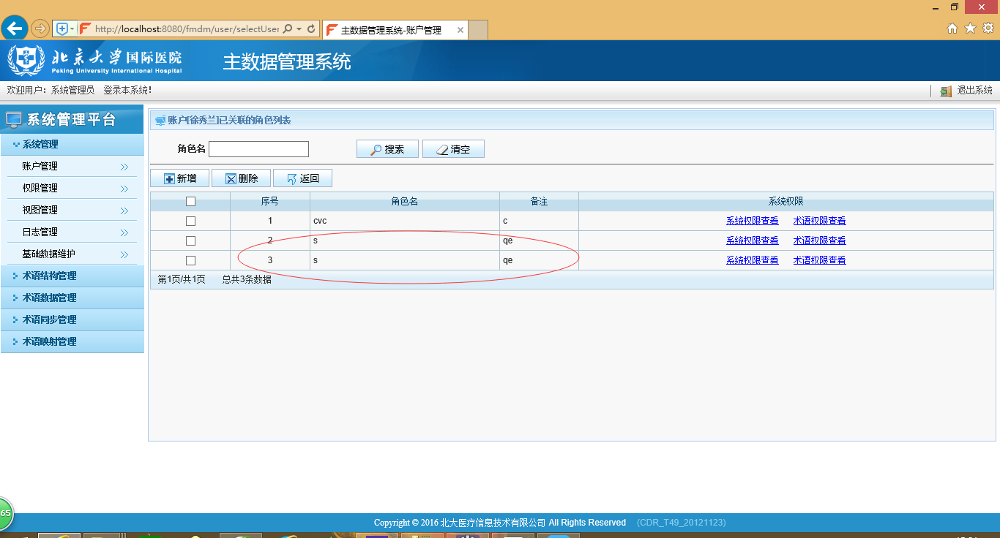 http://localhost:8080/fmdm/user/selectUser
主数据管理系统-账户管理
北京大学国际医院
Peking University International Hospital
主数据管理系统
欢迎用户：系统管理员 登录本系统!
退出系统
系统管理平台
系统管理
账户管理
权限管理
视图管理
日志管理
基础数据维护
术语结构管理
术语数据管理
术语同步管理
术语映射管理
账户[徐秀兰]已关联的角色列表
角色名 搜索 清空
新增 删除 返回
序号 角色名 备注 系统权限
1 cvc c 系统权限查看 术语权限查看
2 s qe 系统权限查看 术语权限查看
3 s qe 系统权限查看 术语权限查看
第1页/共1页 总共3条数据
65
Copyright © 2016 北大医疗信息技术有限公司 All Rights Reserved (CDR_T49_20121123)